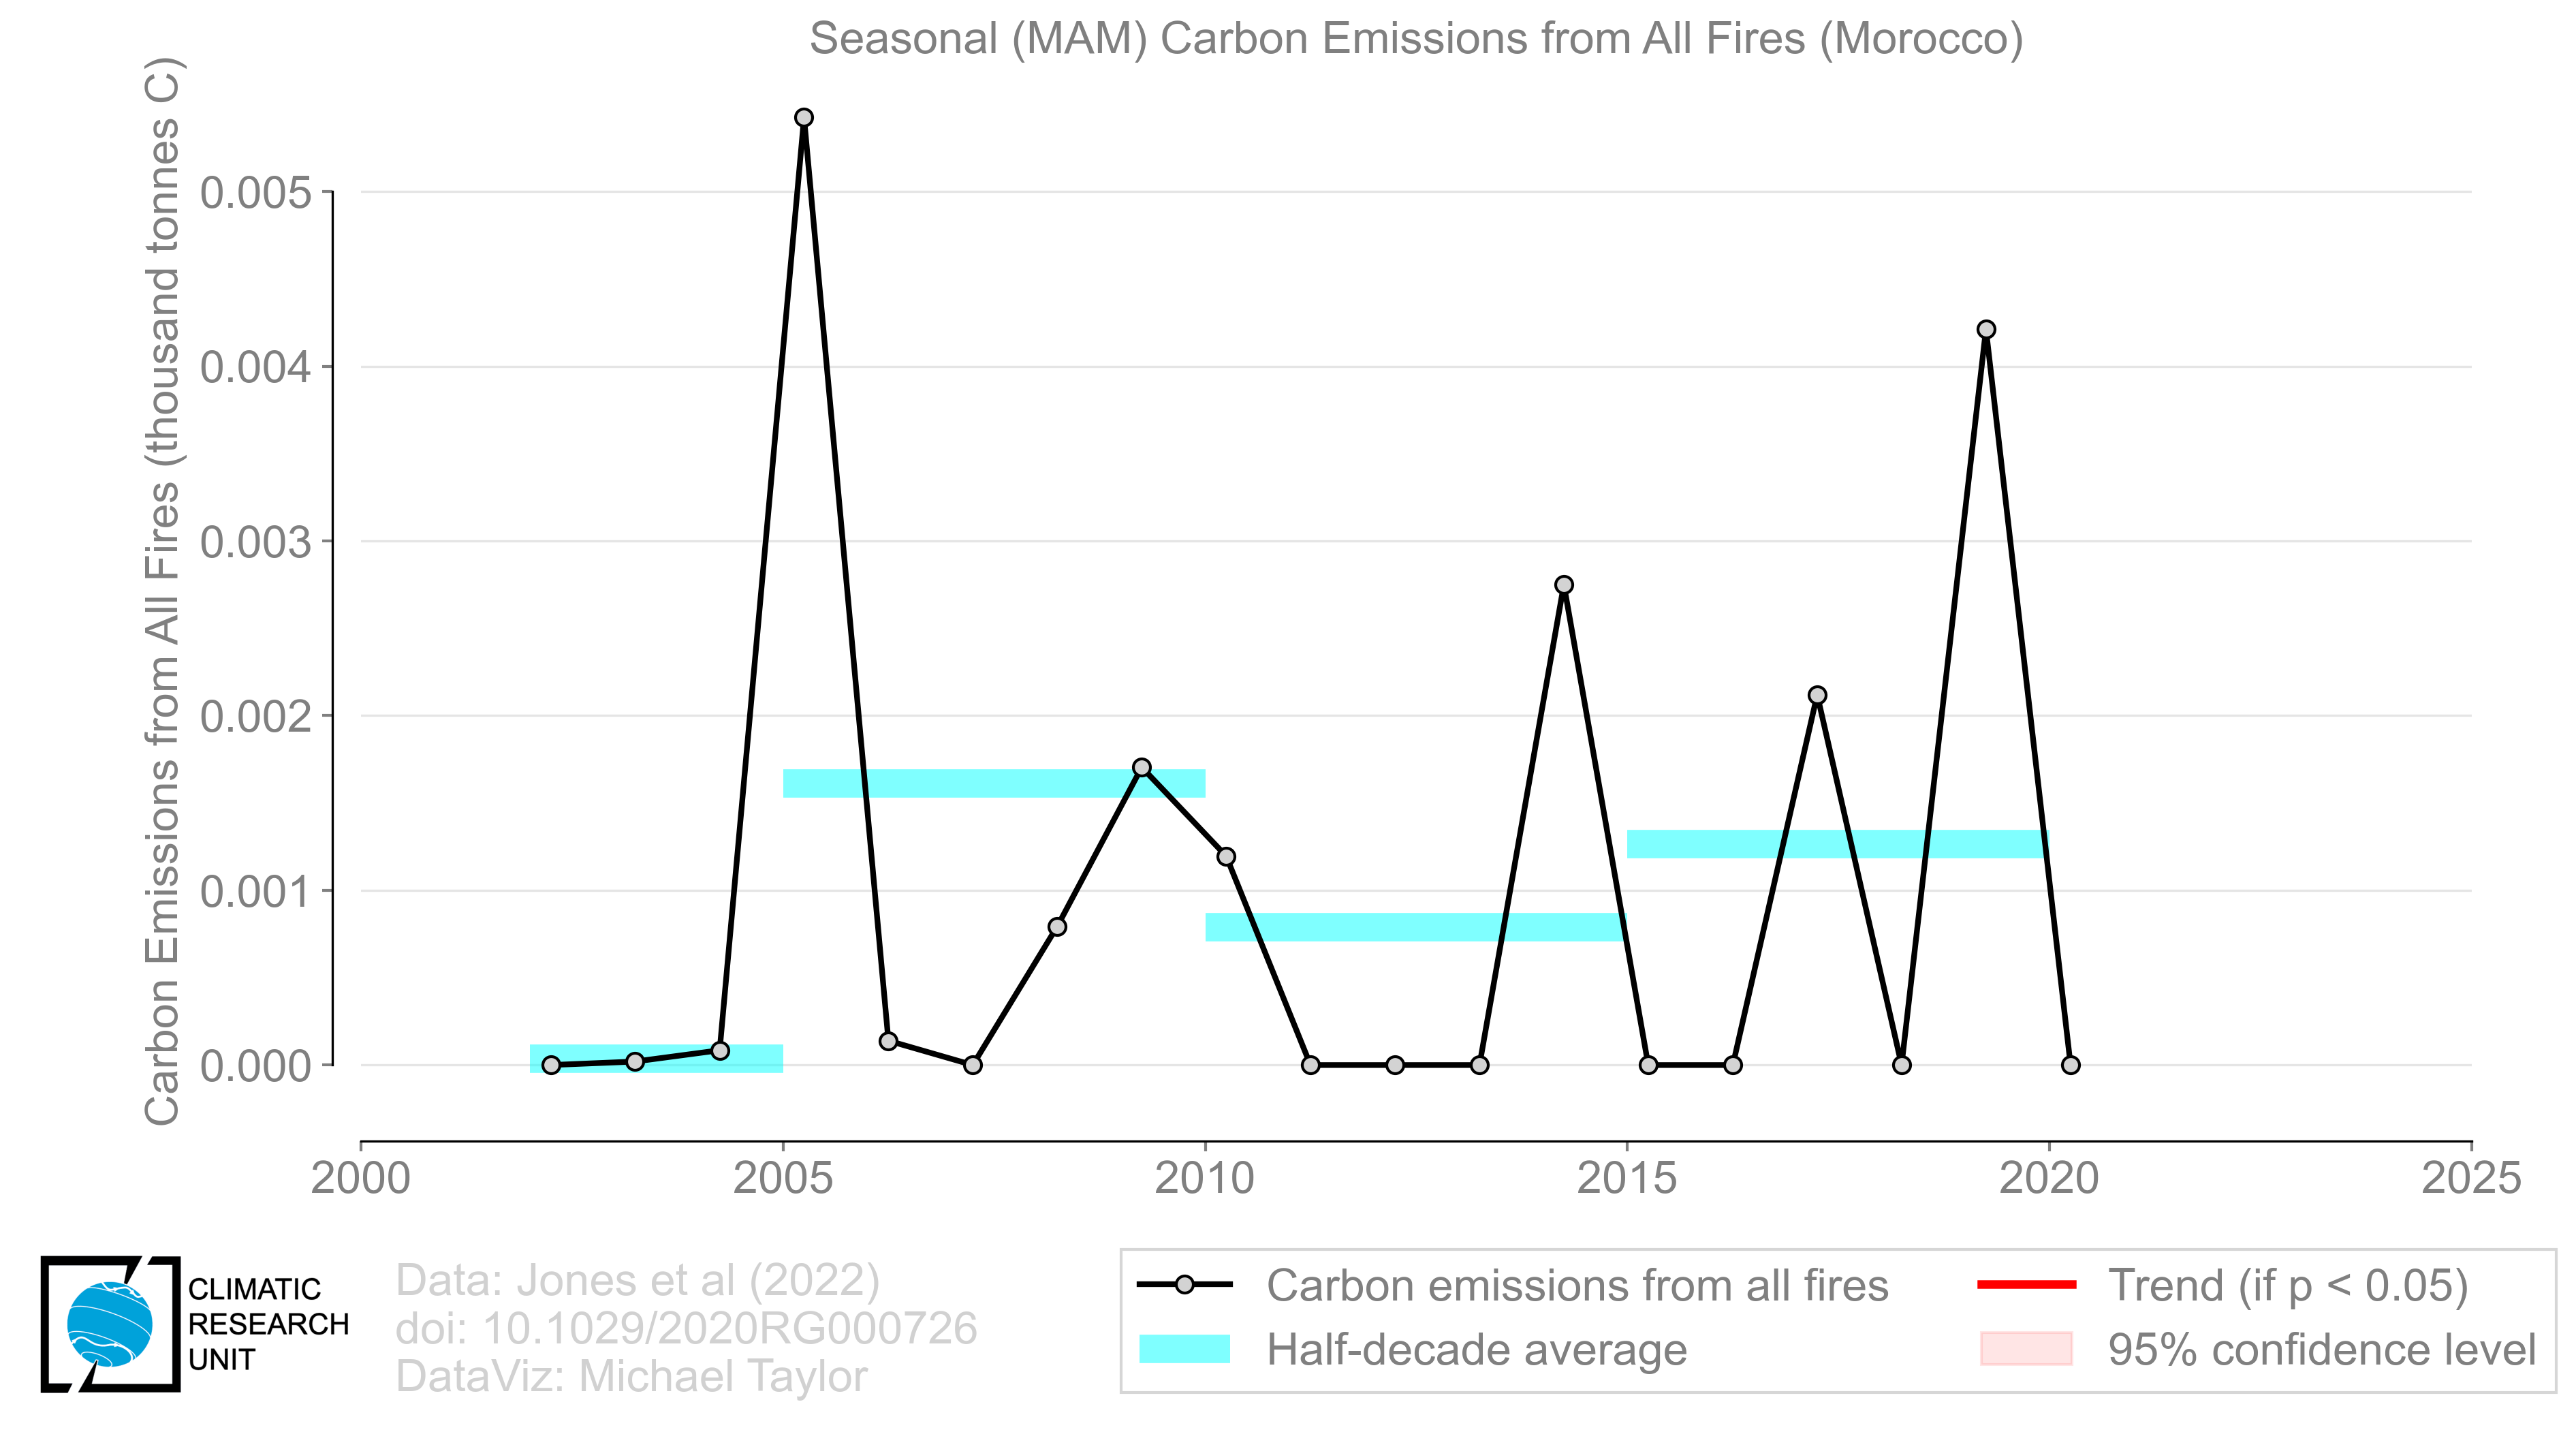 Seasonal (MAM) Carbon Emissions from All Fires (Morocco)
Carbon Emissions from All Fires (thousand tonnes C)
0.005
0.004
0.003
0.002
0.001
0.000
2000 2005 2010 2015 2020 2025
CLIMATIC
RESEARCH
UNIT
Data: Jones et al (2022)
doi: 10.1029/2020RG000726
DataViz: Michael Taylor
Carbon emissions from all fires
Half-decade average
Trend (if p < 0.05)
95% confidence level